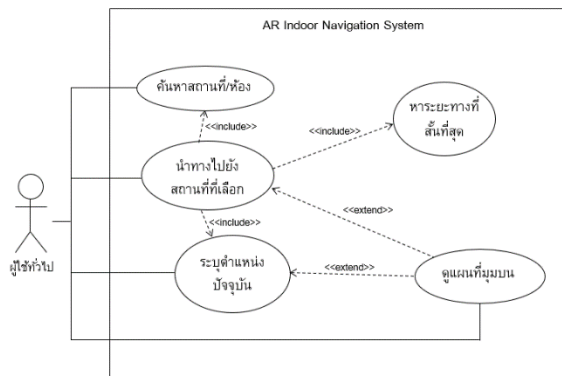 AR Indoor Navigation System
ค้นหาสถานที่/ห้อง
<<include>>
หาระยะทางที่
สั้นที่สุด
<<include>>
นำทางไปยัง
สถานที่ที่เลือก
<<include>>
<<extend>>
ผู้ใช้ทั่วไป
ระบุตำแหน่ง
ปัจจุบัน
<<extend>>
ดูแผนที่มุมบน